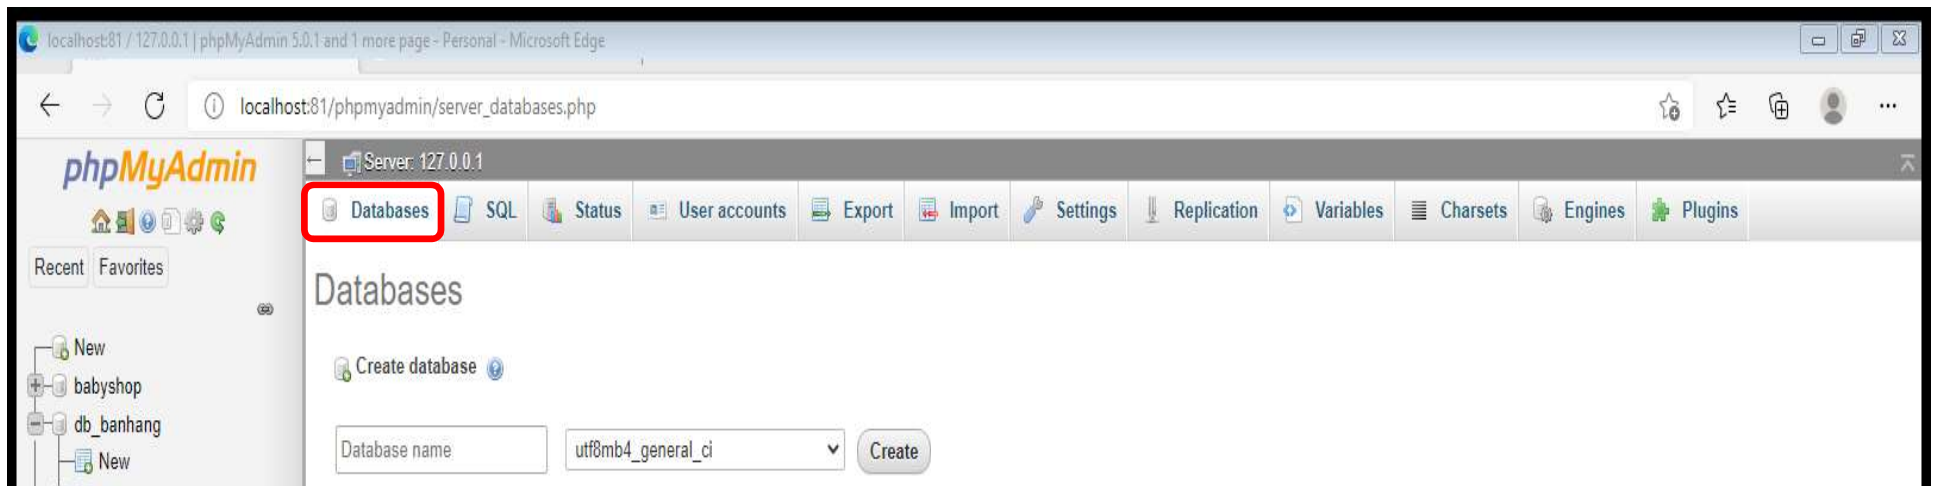 localhost:81 / 127.0.0.1 | phpMyAdmin 5.0.1 and 1 more page - Personal - Microsoft Edge
localhost:81/phpmyadmin/server_databases.php
phpMyAdmin
Server: 127.0.0.1
Databases SQL Status User accounts Export Import Settings Replication Variables Charsets Engines Plugins
Recent Favorites
Databases
New
Create database
babyshop
db_banhang
Database name utf8mb4_general_ci Create
New